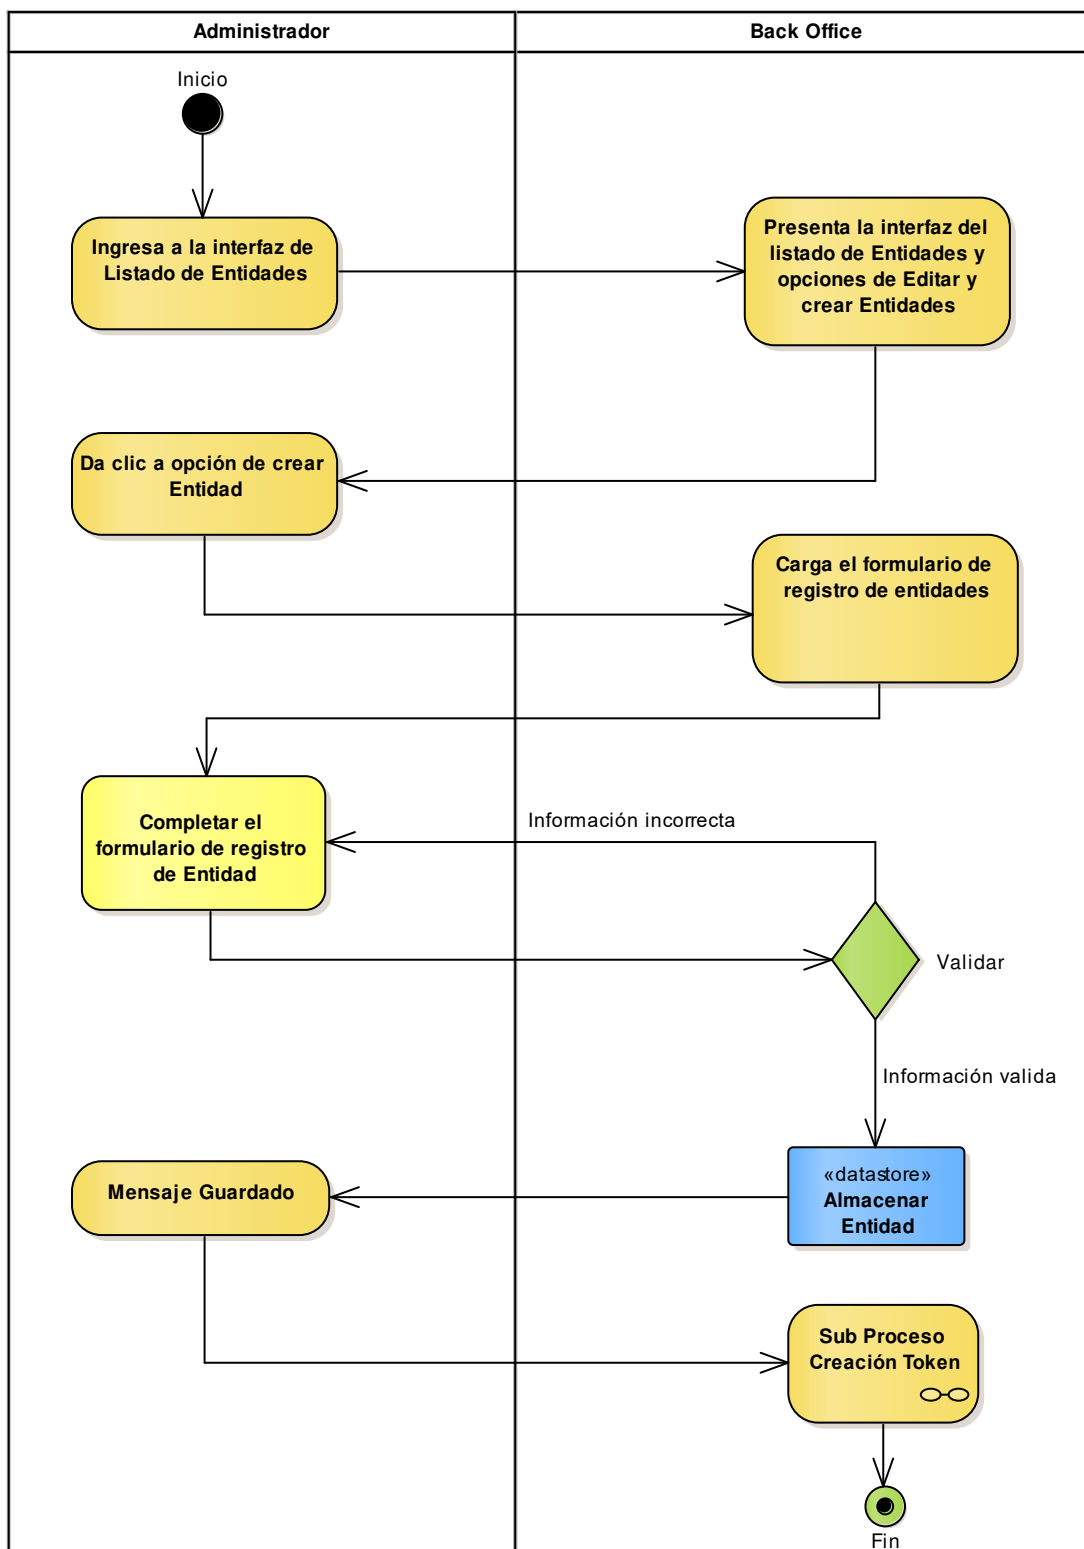 Administrador
Back Office
Inicio
Ingresa a la interfaz de
Listado de Entidades
Presenta la interfaz del
listado de Entidades y
opciones de Editar y
crear Entidades
Da clic a opción de crear
Entidad
Carga el formulario de
registro de entidades
Completar el
formulario de registro
de Entidad
Información incorrecta
Validar
Información valida
«datastore»
Almacenar
Entidad
Mensaje Guardado
Sub Proceso
Creación Token
Fin